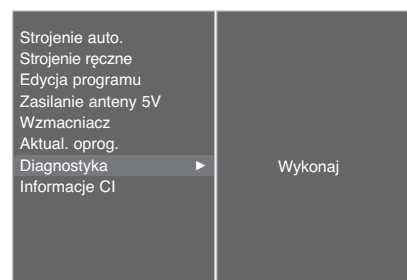 Strojenie auto.
Strojenie ręczne
Edycja programu
Zasilanie anteny 5V
Wzmacniacz
Aktual. oprog.
Diagnostyka ►
Wykonaj
Informacje CI